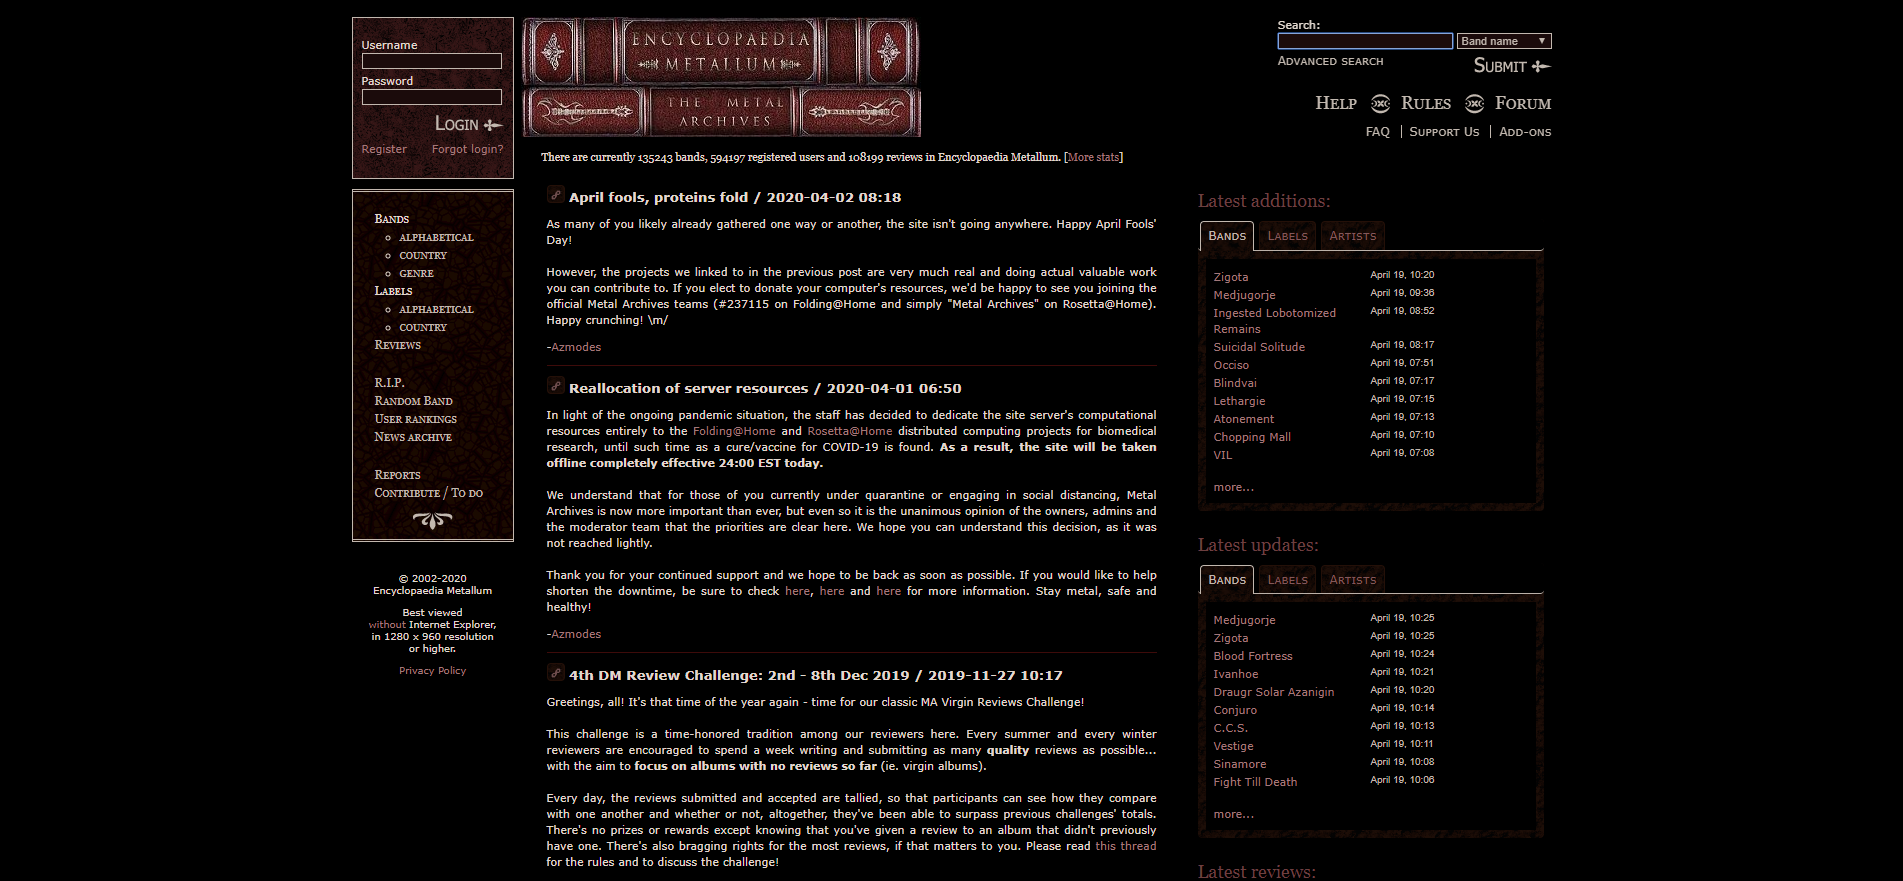 Username
Password
LOGIN
Register Forgot login?
ENCYCLOPAEDIA
METALLUM
THE METAL
ARCHIVES
Search:
Band name
ADVANCED SEARCH
SUBMIT
HELP RULES FORUM
FAQ | SUPPORT US | ADD-ONS
There are currently 135243 bands, 594197 registered users and 108199 reviews in Encyclopaedia Metallum. [More stats]
BANDS
ALPHABETICAL
COUNTRY
GENRE
LABELS
ALPHABETICAL
COUNTRY
REVIEWS
R.I.P.
RANDOM BAND
USER RANKINGS
NEWS ARCHIVE
REPORTS
CONTRIBUTE / TO DO
© 2002-2020
Encyclopaedia Metallum
Best viewed
without Internet Explorer,
in 1280 x 960 resolution
or higher.
Privacy Policy
April fools, proteins fold / 2020-04-02 08:18
As many of you likely already gathered one way or another, the site isn't going anywhere. Happy April Fools'
Day!
However, the projects we linked to in the previous post are very much real and doing actual valuable work
you can contribute to. If you elect to donate your computer's resources, we'd be happy to see you joining the
official Metal Archives teams (#237115 on Folding@Home and simply "Metal Archives" on Rosetta@Home).
Happy crunching! \m/
-Azmodes
Reallocation of server resources / 2020-04-01 06:50
In light of the ongoing pandemic situation, the staff has decided to dedicate the site server's computational
resources entirely to the Folding@Home and Rosetta@Home distributed computing projects for biomedical
research, until such time as a cure/vaccine for COVID-19 is found. As a result, the site will be taken
offline completely effective 24:00 EST today.
We understand that for those of you currently under quarantine or engaging in social distancing, Metal
Archives is now more important than ever, but even so it is the unanimous opinion of the owners, admins and
the moderator team that the priorities are clear here. We hope you can understand this decision, as it was
not reached lightly.
Thank you for your continued support and we hope to be back as soon as possible. If you would like to help
shorten the downtime, be sure to check here, here and here for more information. Stay metal, safe and
healthy!
-Azmodes
4th DM Review Challenge: 2nd - 8th Dec 2019 / 2019-11-27 10:17
Greetings, all! It's that time of the year again - time for our classic MA Virgin Reviews Challenge!
This challenge is a time-honored tradition among our reviewers here. Every summer and every winter
reviewers are encouraged to spend a week writing and submitting as many quality reviews as possible...
with the aim to focus on albums with no reviews so far (ie. virgin albums).
Every day, the reviews submitted and accepted are tallied, so that participants can see how they compare
with one another and whether or not, altogether, they've been able to surpass previous challenges' totals.
There's no prizes or rewards except knowing that you've given a review to an album that didn't previously
have one. There's also bragging rights for the most reviews, if that matters to you. Please read this thread
for the rules and to discuss the challenge!
Latest additions:
BANDS LABELS ARTISTS
Zigota April 19, 10:20
Medjugorje April 19, 09:36
Ingested Lobotomized April 19, 08:52
Remains
Suicidal Solitude April 19, 08:17
Occiso April 19, 07:51
Blindvai April 19, 07:17
Lethargie April 19, 07:15
Atonement April 19, 07:13
Chopping Mall April 19, 07:10
VIL April 19, 07:08
more...
Latest updates:
BANDS LABELS ARTISTS
Medjugorje April 19, 10:25
Zigota April 19, 10:25
Blood Fortress April 19, 10:24
Ivanhoe April 19, 10:21
Draugr Solar Azanigin April 19, 10:20
Conjuro April 19, 10:14
C.C.S. April 19, 10:13
Vestige April 19, 10:11
Sinamore April 19, 10:08
Fight Till Death April 19, 10:06
more...
Latest reviews: